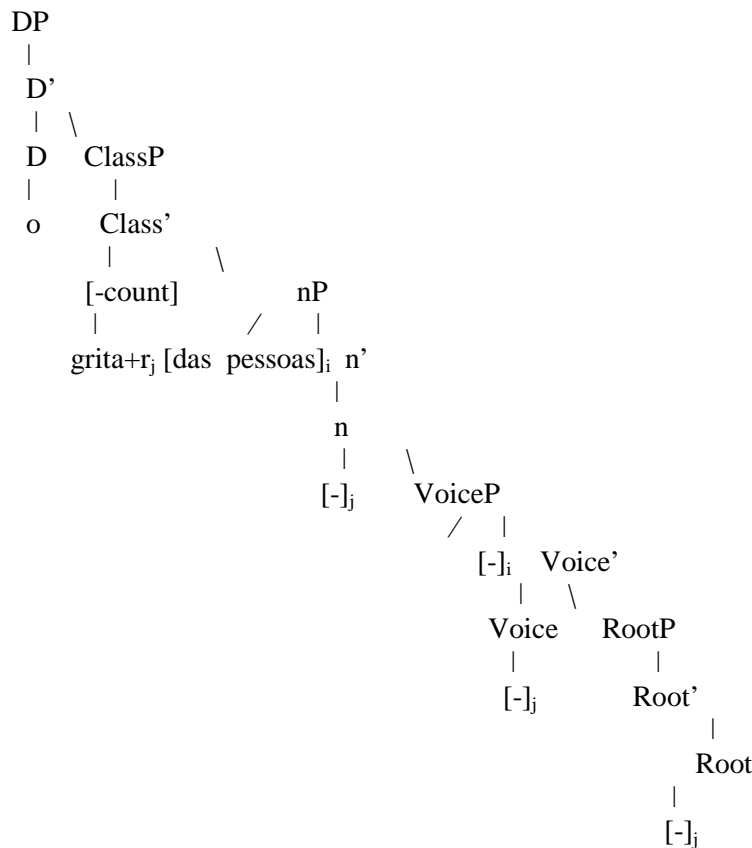 DP
|
D’
| \
D ClassP
| |
o Class’
| \
[-count] nP
| / |
grita+rj [das pessoas]i n’
|
n
| \
[-]j VoiceP
/ |
[-]i Voice’
| \
Voice RootP
| |
[-]j Root’
|
Root
|
[-]j